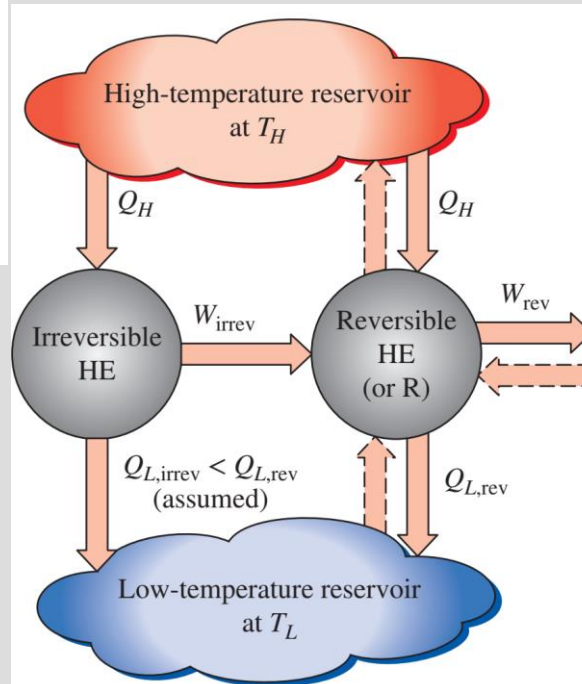 High-temperature reservoir
at T_H
Q_H
Q_H
W_irrev
W_rev
Irreversible
HE
Reversible
HE
(or R)
Q_L,irrev < Q_L,rev
(assumed)
Q_L,rev
Low-temperature reservoir
at T_L